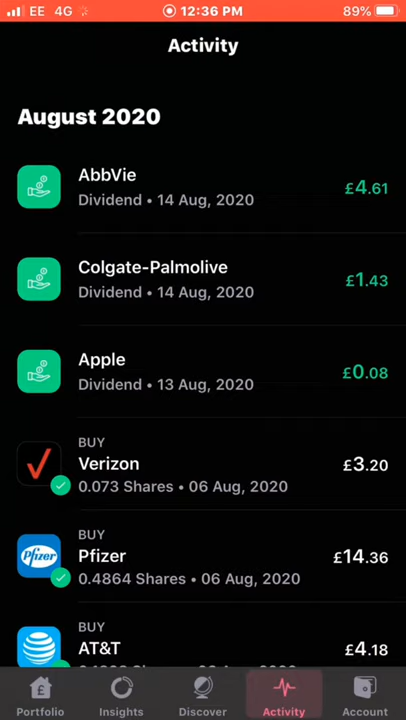 EE 4G 12:36 PM 89%
Activity
August 2020
AbbVie
Dividend • 14 Aug, 2020
£4.61
Colgate-Palmolive
Dividend • 14 Aug, 2020
£1.43
Apple
Dividend • 13 Aug, 2020
£0.08
BUY
Verizon
0.073 Shares • 06 Aug, 2020
£3.20
BUY
Pfizer
Pfizer
0.4864 Shares • 06 Aug, 2020
£14.36
BUY
AT&T
£4.18
Portfolio Insights Discover Activity Account